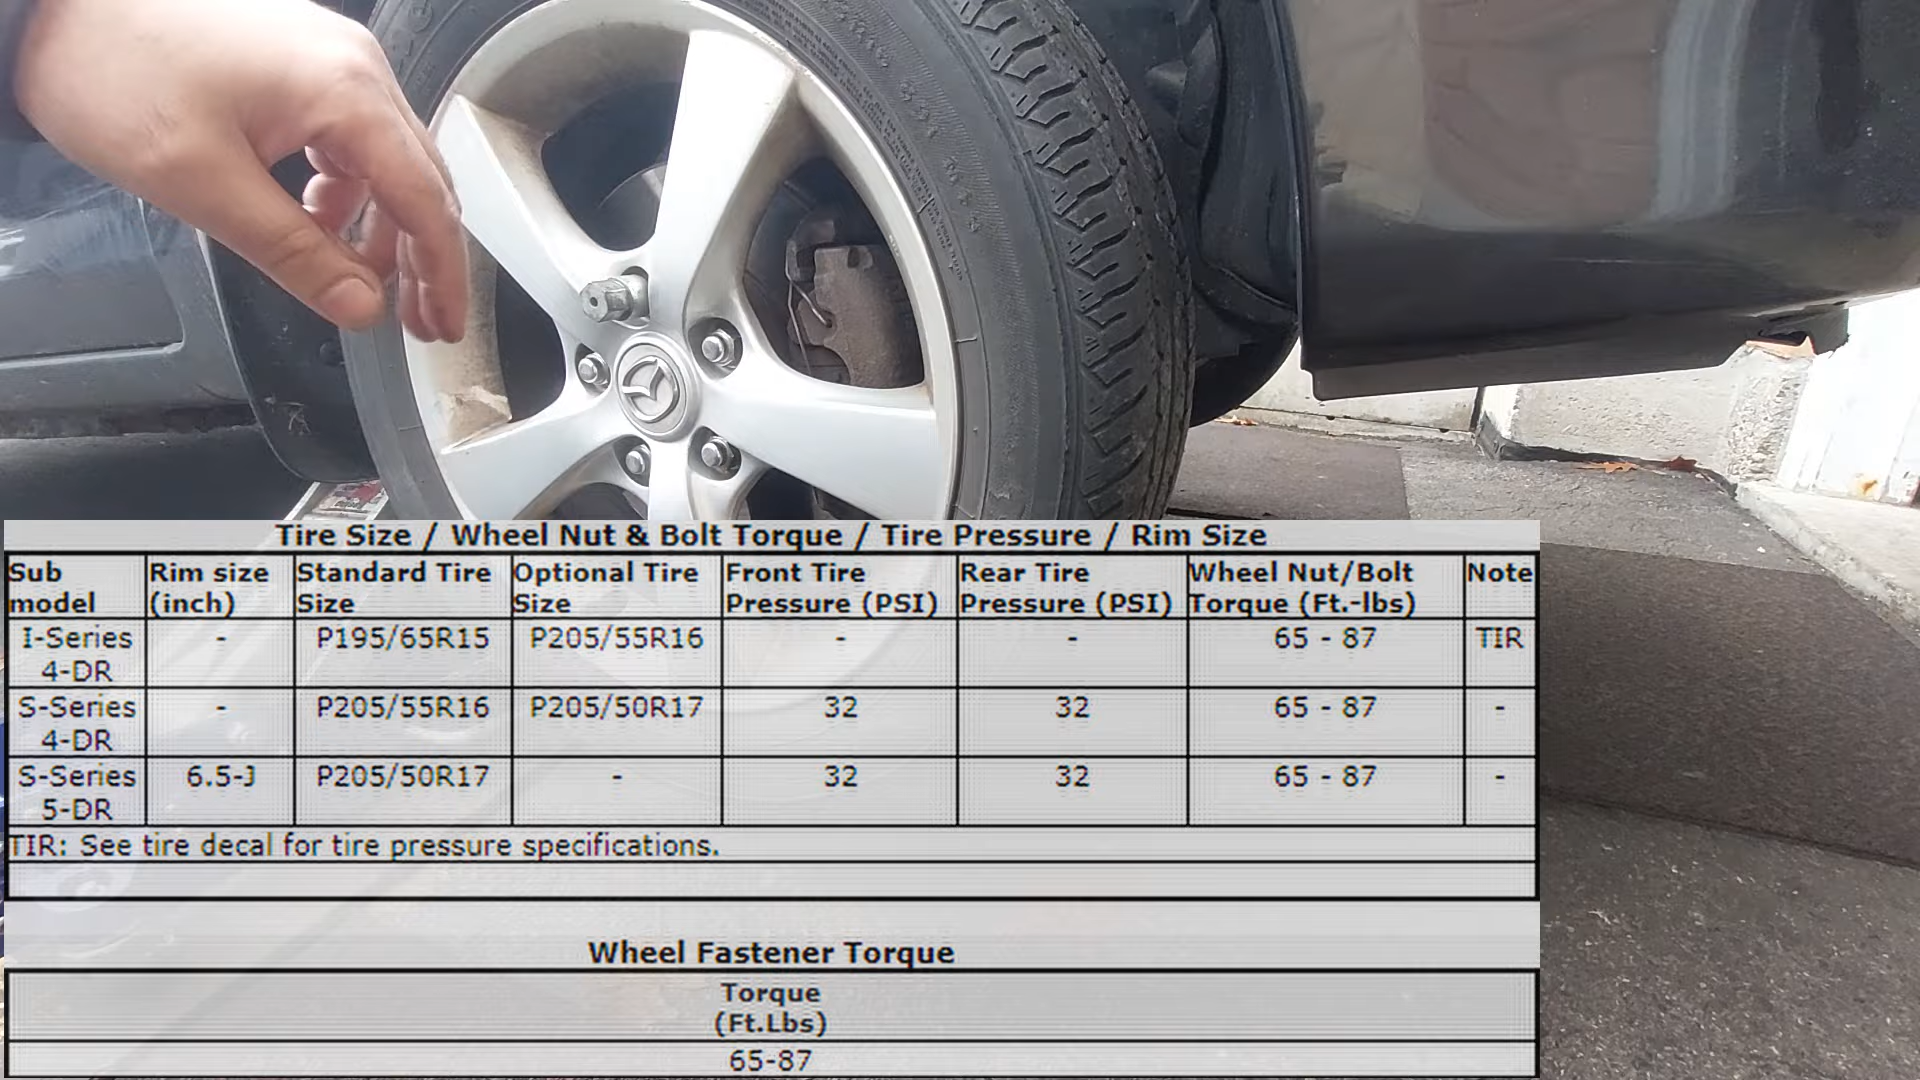 Tire Size / Wheel Nut & Bolt Torque / Tire Pressure / Rim Size
Sub model Rim size (inch) Standard Tire Size Optional Tire Size Front Tire Pressure (PSI) Rear Tire Pressure (PSI) Wheel Nut/Bolt Torque (Ft.-lbs) Note
I-Series 4-DR - P195/65R15 P205/55R16 - - 65 - 87 TIR
S-Series 4-DR - P205/55R16 P205/50R17 32 32 65 - 87 -
S-Series 5-DR 6.5-J P205/50R17 - 32 32 65 - 87 -
TIR: See tire decal for tire pressure specifications.
Wheel Fastener Torque
Torque
(Ft.Lbs)
65-87